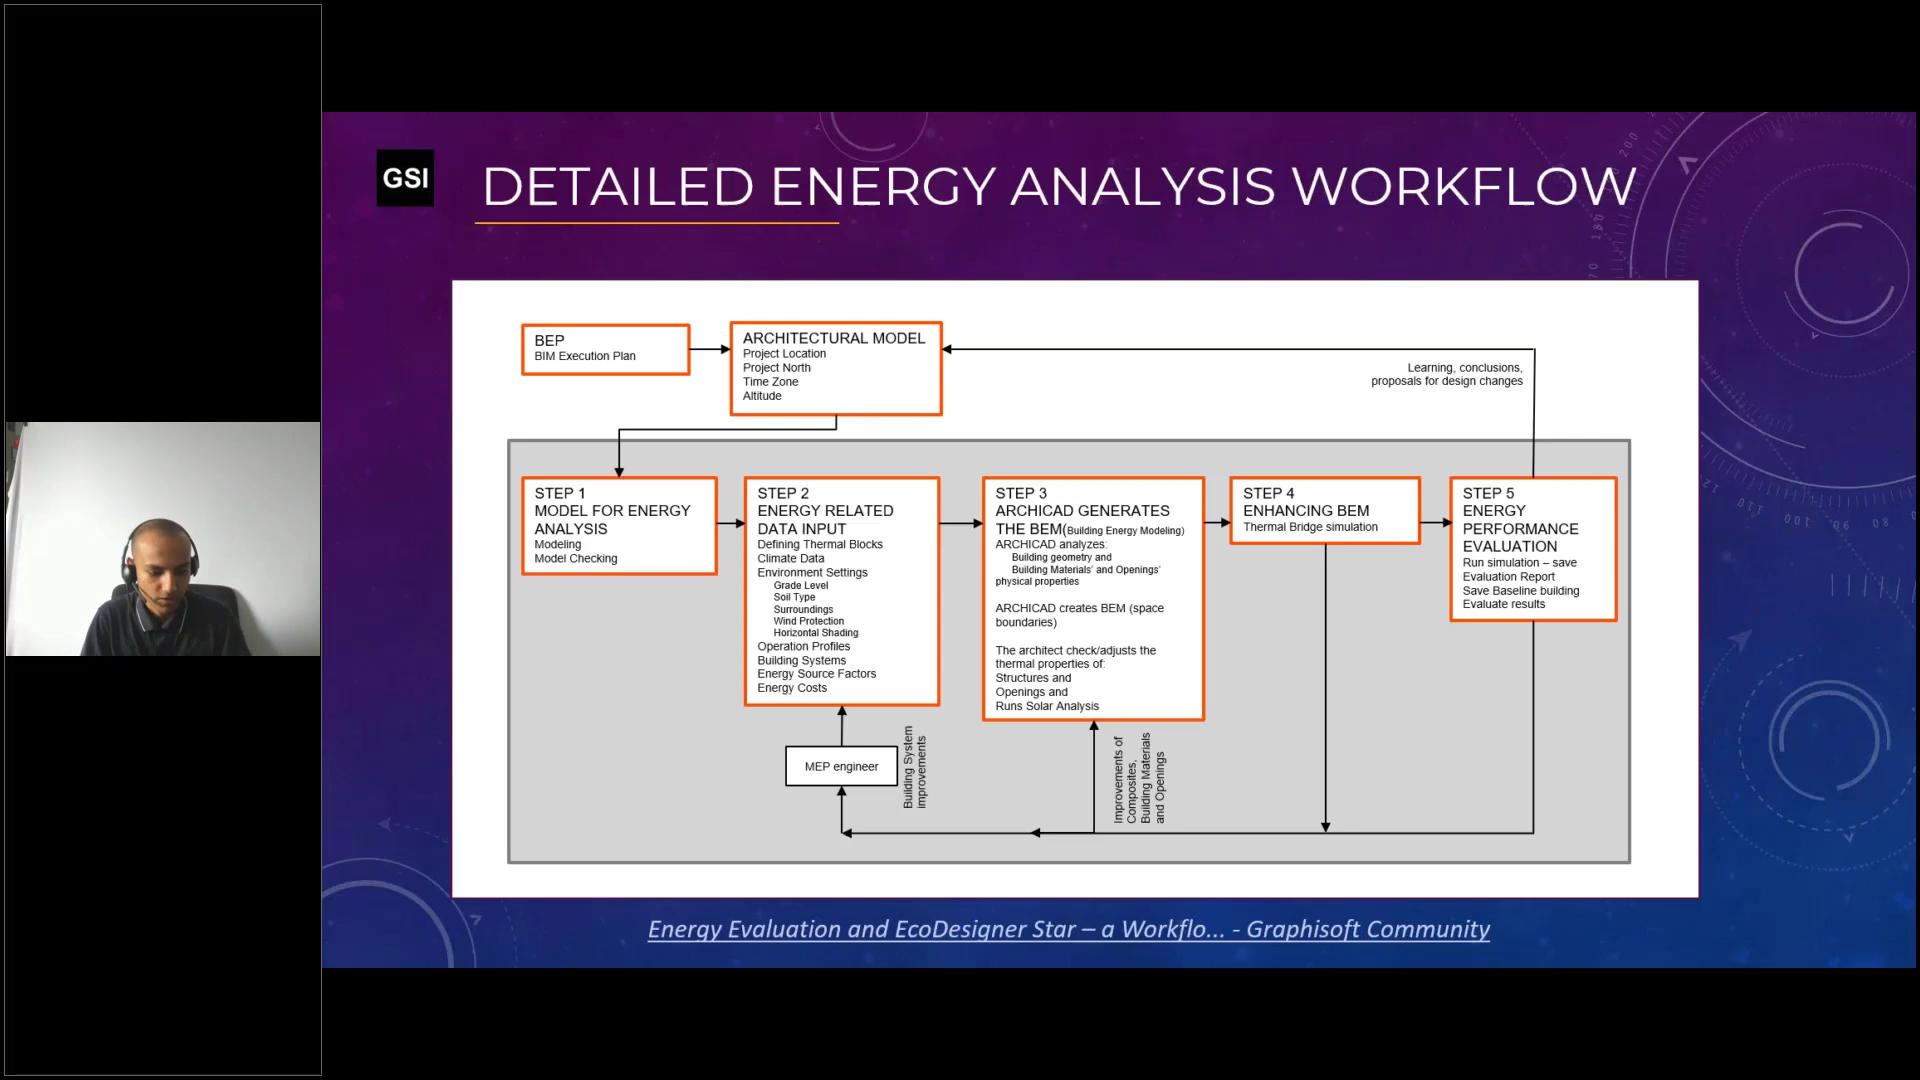 GSI
DETAILED ENERGY ANALYSIS WORKFLOW
BEP
BIM Execution Plan
ARCHITECTURAL MODEL
Project Location
Project North
Time Zone
Altitude
Learning, conclusions,
proposals for design changes
STEP 1
MODEL FOR ENERGY
ANALYSIS
Modeling
Model Checking
STEP 2
ENERGY RELATED
DATA INPUT
Defining Thermal Blocks
Climate Data
Environment Settings
Grade Level
Soil Type
Surroundings
Wind Protection
Horizontal Shading
Operation Profiles
Building Systems
Energy Source Factors
Energy Costs
STEP 3
ARCHICAD GENERATES
THE BEM(Building Energy Modeling)
ARCHICAD analyzes:
Building geometry and
Building Materials' and Openings'
physical properties
ARCHICAD creates BEM (space
boundaries)
The architect check/adjusts the
thermal properties of:
Structures and
Openings and
Runs Solar Analysis
STEP 4
ENHANCING BEM
Thermal Bridge simulation
STEP 5
ENERGY
PERFORMANCE
EVALUATION
Run simulation – save
Evaluation Report
Save Baseline building
Evaluate results
MEP engineer
Building System
improvements
Improvements of
Composites,
Building Materials
and Openings
Energy Evaluation and EcoDesigner Star – a Workflo... - Graphisoft Community